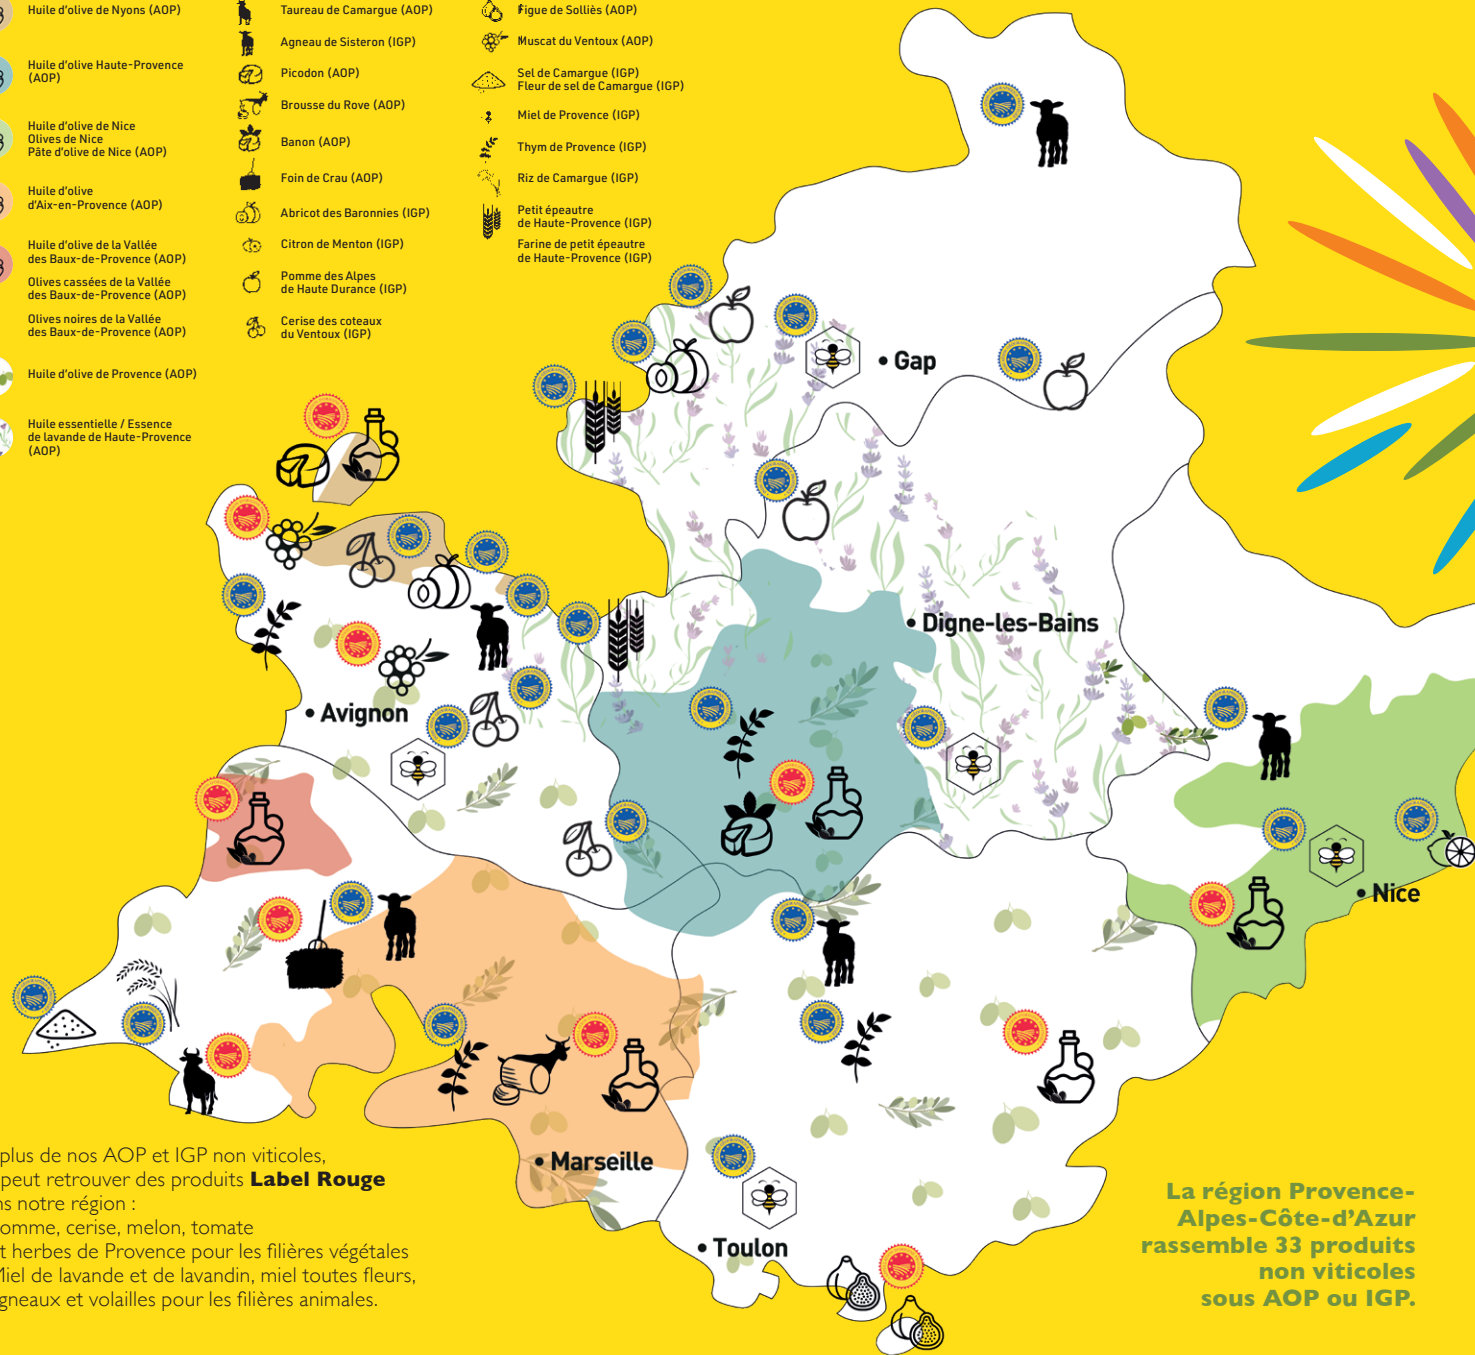 Huile d'olive de Nyons (AOP)
Huile d'olive Haute-Provence
(AOP)
Huile d'olive de Nice
Olives de Nice
Pâte d'olive de Nice (AOP)
Huile d'olive
d'Aix-en-Provence (AOP)
Huile d'olive de la Vallée
des Baux-de-Provence (AOP)
Olives cassées de la Vallée
des Baux-de-Provence (AOP)
Olives noires de la Vallée
des Baux-de-Provence (AOP)
Huile d'olive de Provence (AOP)
Huile essentielle / Essence
de lavande de Haute-Provence
(AOP)
Taureau de Camargue (AOP)
Agneau de Sisteron (IGP)
Picodon (AOP)
Brousse du Rove (AOP)
Banon (AOP)
Foin de Crau (AOP)
Abricot des Baronnies (IGP)
Citron de Menton (IGP)
Pomme des Alpes
de Haute Durance (IGP)
Cerise des coteaux
du Ventoux (IGP)
Figue de Solliès (AOP)
Muscat du Ventoux (AOP)
Sel de Camargue (IGP)
Fleur de sel de Camargue (IGP)
Miel de Provence (IGP)
Thym de Provence (IGP)
Riz de Camargue (IGP)
Petit épeautre
de Haute-Provence (IGP)
Farine de petit épeautre
de Haute-Provence (IGP)
• Gap
• Digne-les-Bains
• Avignon
• Nice
• Marseille
• Toulon
plus de nos AOP et IGP non viticoles,
peut retrouver des produits Label Rouge
ns notre région :
omme, cerise, melon, tomate
t herbes de Provence pour les filières végétales
Miel de lavande et de lavandin, miel toutes fleurs,
gneaux et volailles pour les filières animales.
La région Provence-
Alpes-Côte-d'Azur
rassemble 33 produits
non viticoles
sous AOP ou IGP.